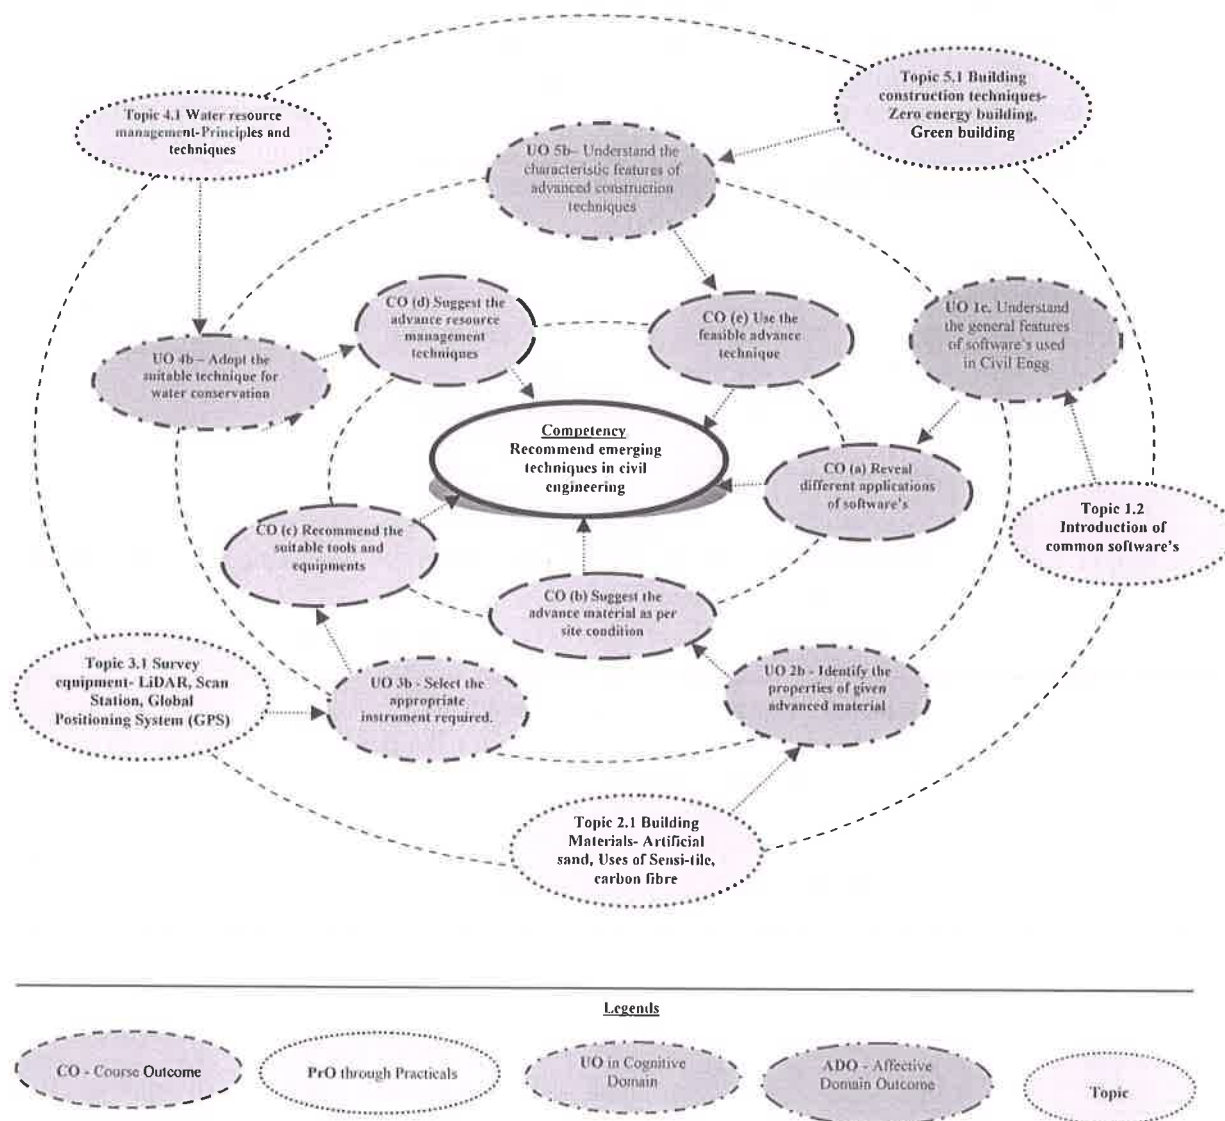 Topic 4.1 Water resource
management-Principles and
techniques
Topic 5.1 Building
construction techniques-
Zero energy building,
Green building
UO 5b– Understand the
characteristic features of
advanced construction
techniques
CO (d) Suggest the
advance resource
management
techniques
CO (e) Use the
feasible advance
technique
UO 1c. Understand
the general features
of software's used
in Civil Engg
UO 4b – Adopt the
suitable technique for
water conservation
Competency
Recommend emerging
techniques in civil
engineering
CO (a) Reveal
different applications
of software's
Topic 1.2
Introduction of
common software's
CO (c) Recommend the
suitable tools and
equipments
CO (b) Suggest the
advance material as per
site condition
Topic 3.1 Survey
equipment- LiDAR, Scan
Station, Global
Positioning System (GPS)
UO 3b - Select the
appropriate
instrument required.
UO 2b - Identify the
properties of given
advanced material
Topic 2.1 Building
Materials- Artificial
sand, Uses of Sensi-tile,
carbon fibre
Legends
CO - Course Outcome
PrO through Practicals
UO in Cognitive
Domain
ADO - Affective
Domain Outcome
Topic